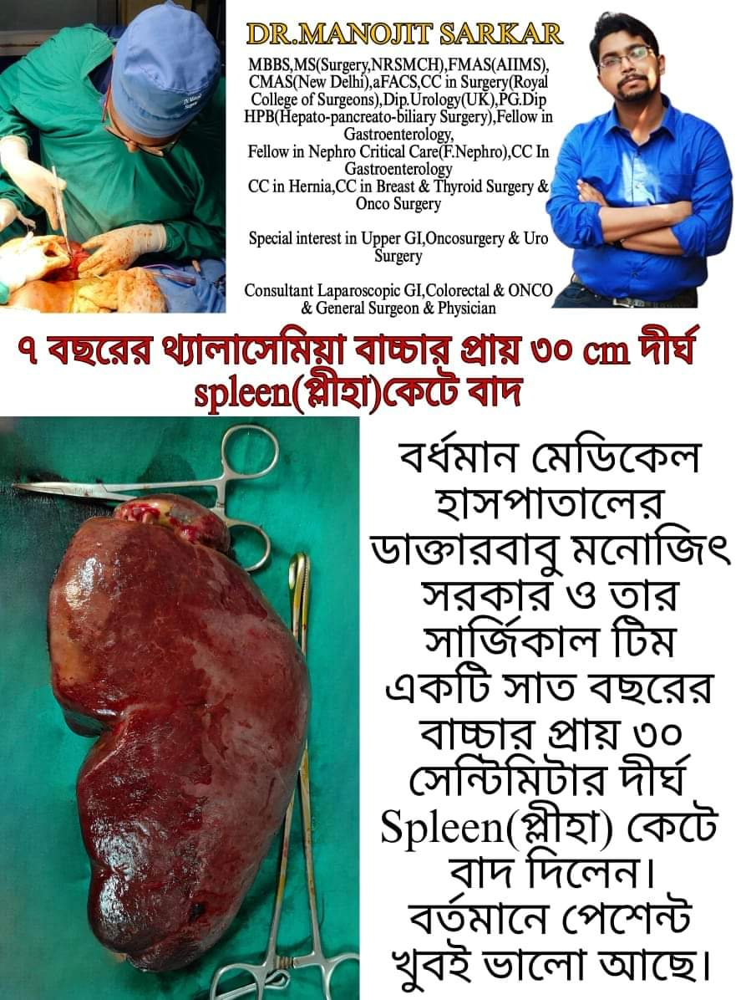 DR.MANOJIT SARKAR
MBBS,MS(Surgery,NRSMCH),FMAS(AIIMS),
CMAS(New Delhi),aFACS,CC in Surgery(Royal
College of Surgeons),Dip.Urology(UK),PG.Dip
HPB(Hepato-pancreato-biliary Surgery),Fellow in
Gastroenterology,
Fellow in Nephro Critical Care(F.Nephro),CC In
Gastroenterology
CC in Hernia,CC in Breast & Thyroid Surgery &
Onco Surgery
Special interest in Upper GI,Oncosurgery & Uro
Surgery
Consultant Laparoscopic GI,Colorectal & ONCO
& General Surgeon & Physician
৭ বছরের থ্যালাসেমিয়া বাচ্চার প্রায় ৩০ cm দীর্ঘ
spleen(প্লীহা)কেটে বাদ
বর্ধমান মেডিকেল
হাসপাতালের
ডাক্তারবাবু মনোজিৎ
সরকার ও তার
সার্জিকাল টিম
একটি সাত বছরের
বাচ্চার প্রায় ৩০
সেন্টিমিটার দীর্ঘ
Spleen(প্লীহা) কেটে
বাদ দিলেন।
বর্তমানে পেশেন্ট
খুবই ভালো আছে।